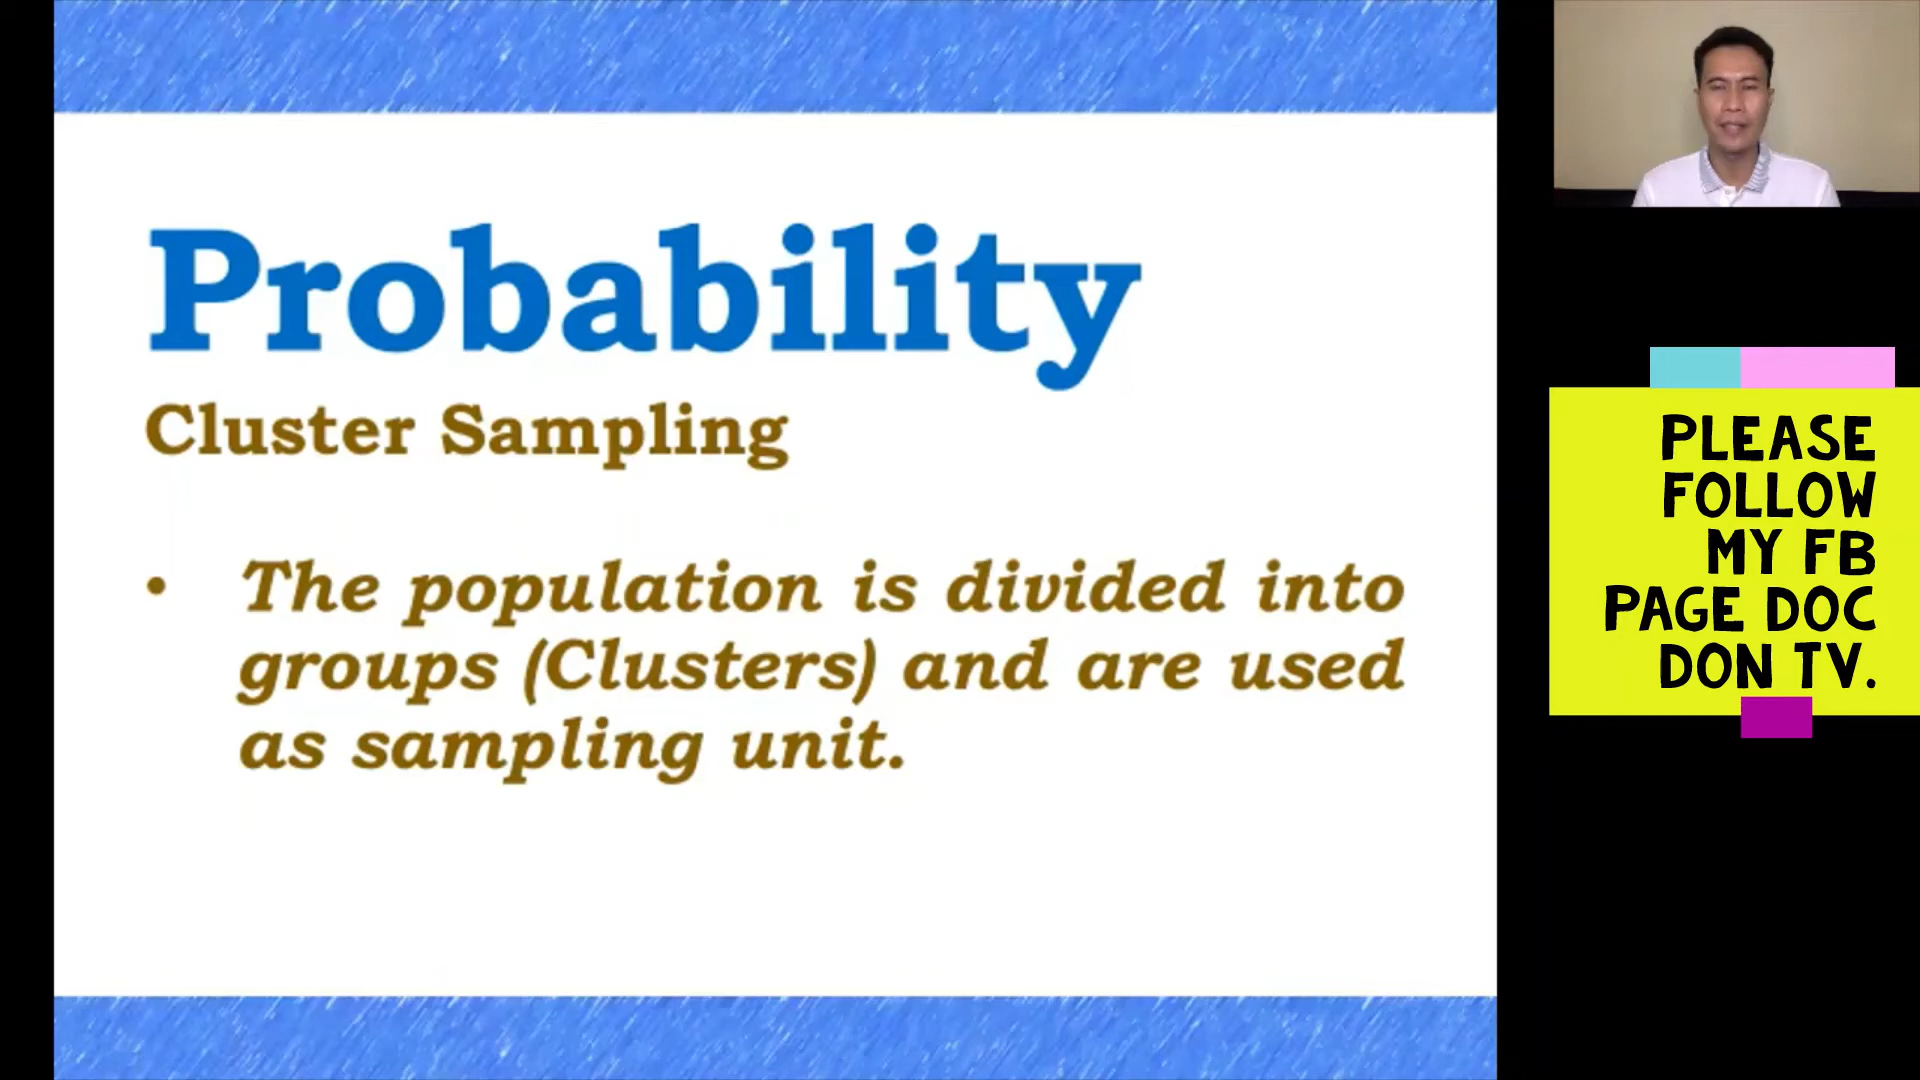 Probability
Cluster Sampling
• The population is divided into
groups (Clusters) and are used
as sampling unit.
PLEASE
FOLLOW
MY FB
PAGE DOC
DON TV.